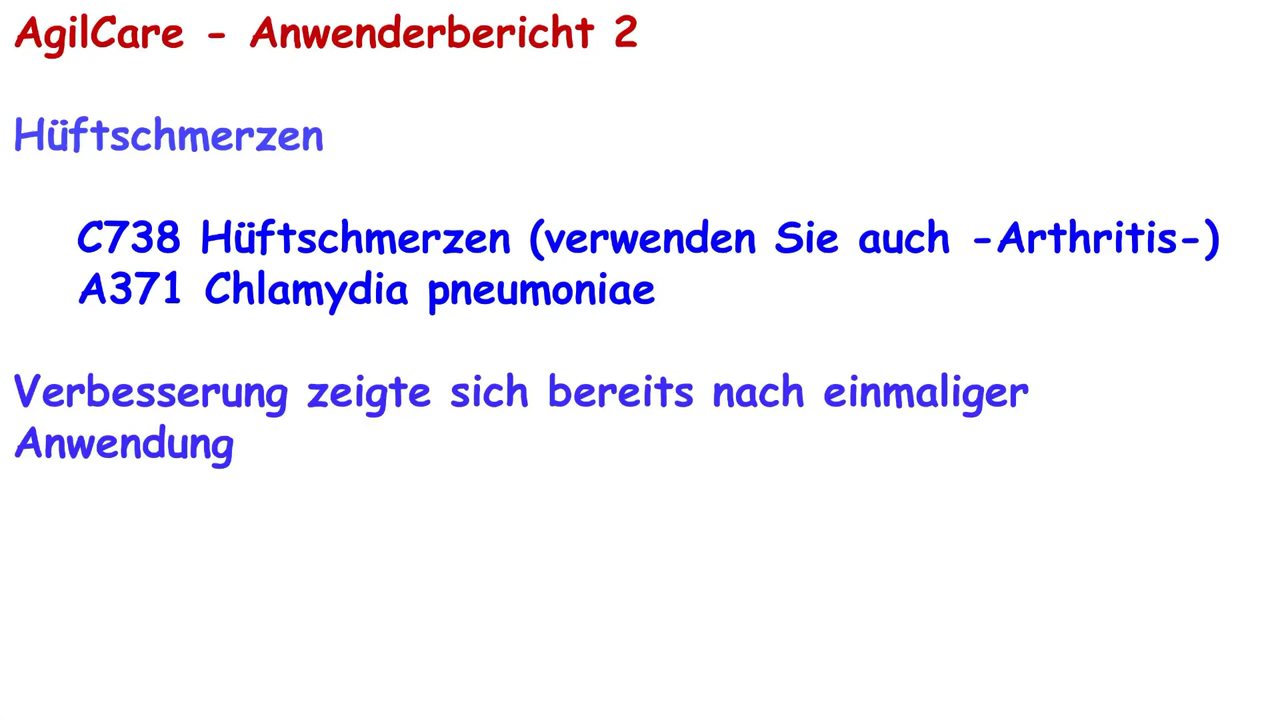 AgilCare - Anwenderbericht 2
Hüftschmerzen
C738 Hüftschmerzen (verwenden Sie auch -Arthritis-)
A371 Chlamydia pneumoniae
Verbesserung zeigte sich bereits nach einmaliger
Anwendung